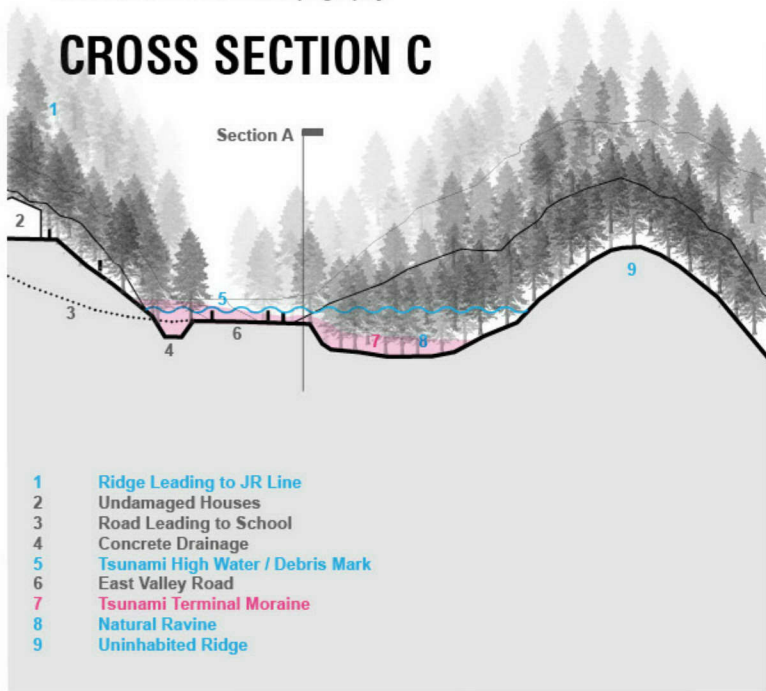 CROSS SECTION C
1
Section A
2
9
5
3
6
7
8
4
1 Ridge Leading to JR Line
2 Undamaged Houses
3 Road Leading to School
4 Concrete Drainage
5 Tsunami High Water / Debris Mark
6 East Valley Road
7 Tsunami Terminal Moraine
8 Natural Ravine
9 Uninhabited Ridge